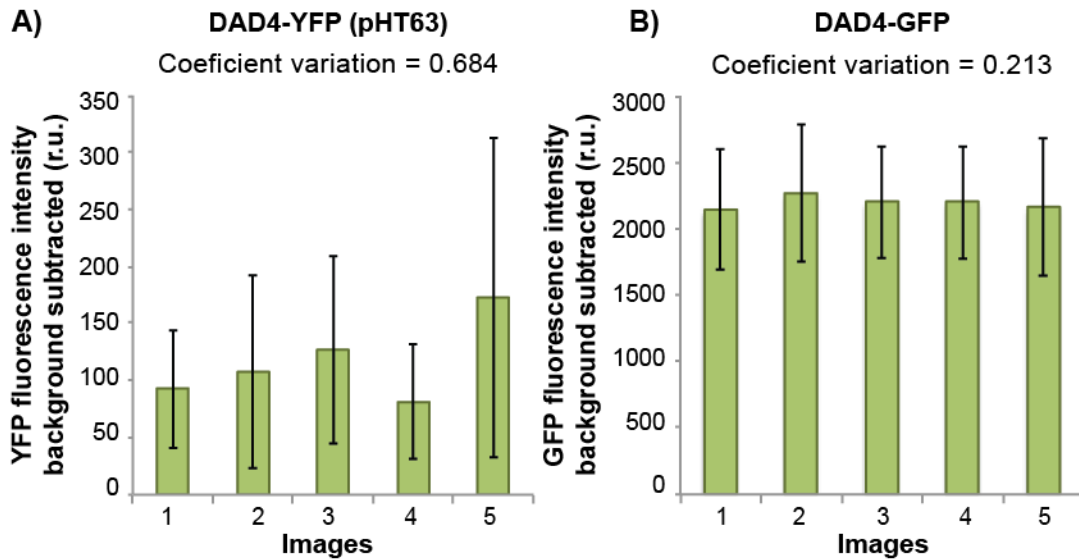 A)
DAD4-YFP (pHT63)
Coeficient variation = 0.684
YFP fluorescence intensity
background subtracted (r.u.)
350
300
250
200
150
100
50
0
1 2 3 4 5
Images
B)
DAD4-GFP
Coeficient variation = 0.213
GFP fluorescence intensity
background subtracted (r.u.)
3000
2500
2000
1500
1000
500
0
1 2 3 4 5
Images